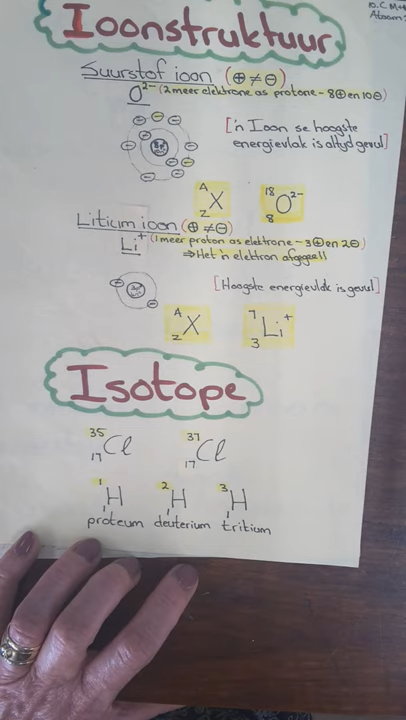 10. C M
Atoom
Ioonstruktuur
Suurstof ioon (⊕≠⊖)
O²⁻ (2 meer elektrone as protone - 8⊕ en 10⊖)
['n Ioon se hoogste
energievlak is altyd gevul]
A
Z X
18
8 O²⁻
Litium ioon (⊕≠⊖)
Li⁺ (1 meer proton as elektrone - 3⊕ en 2⊖)
⇒ Het 'n elektron afgegee!!
[Hoogste energievlak is gevul]
A
Z X
7
3 Li⁺
Isotope
35
17 Cl
37
17 Cl
1
1 H
2
1 H
3
1 H
proteum deuterium tritium